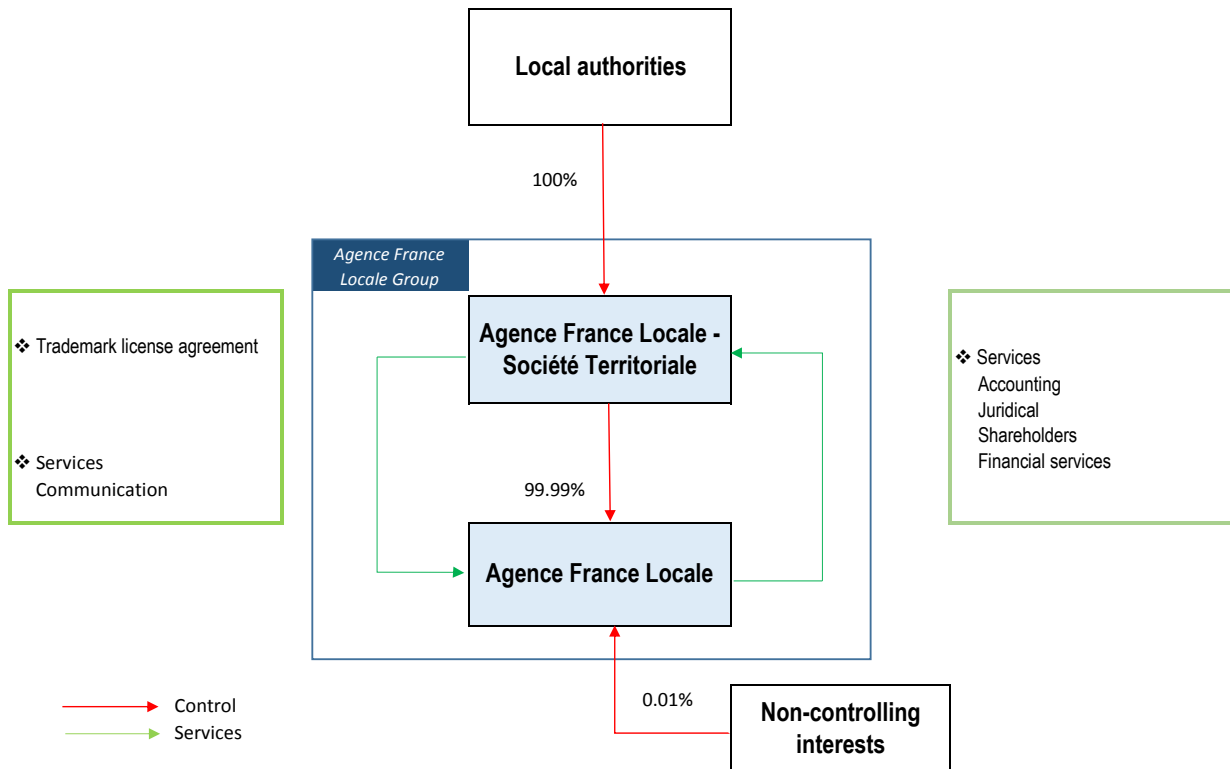 Local authorities
100%
Agence France
Locale Group
Agence France Locale -
Société Territoriale
❖ Trademark license agreement
❖ Services
Communication
❖ Services
Accounting
Juridical
Shareholders
Financial services
99.99%
Agence France Locale
0.01%
Non-controlling
interests
Control
Services